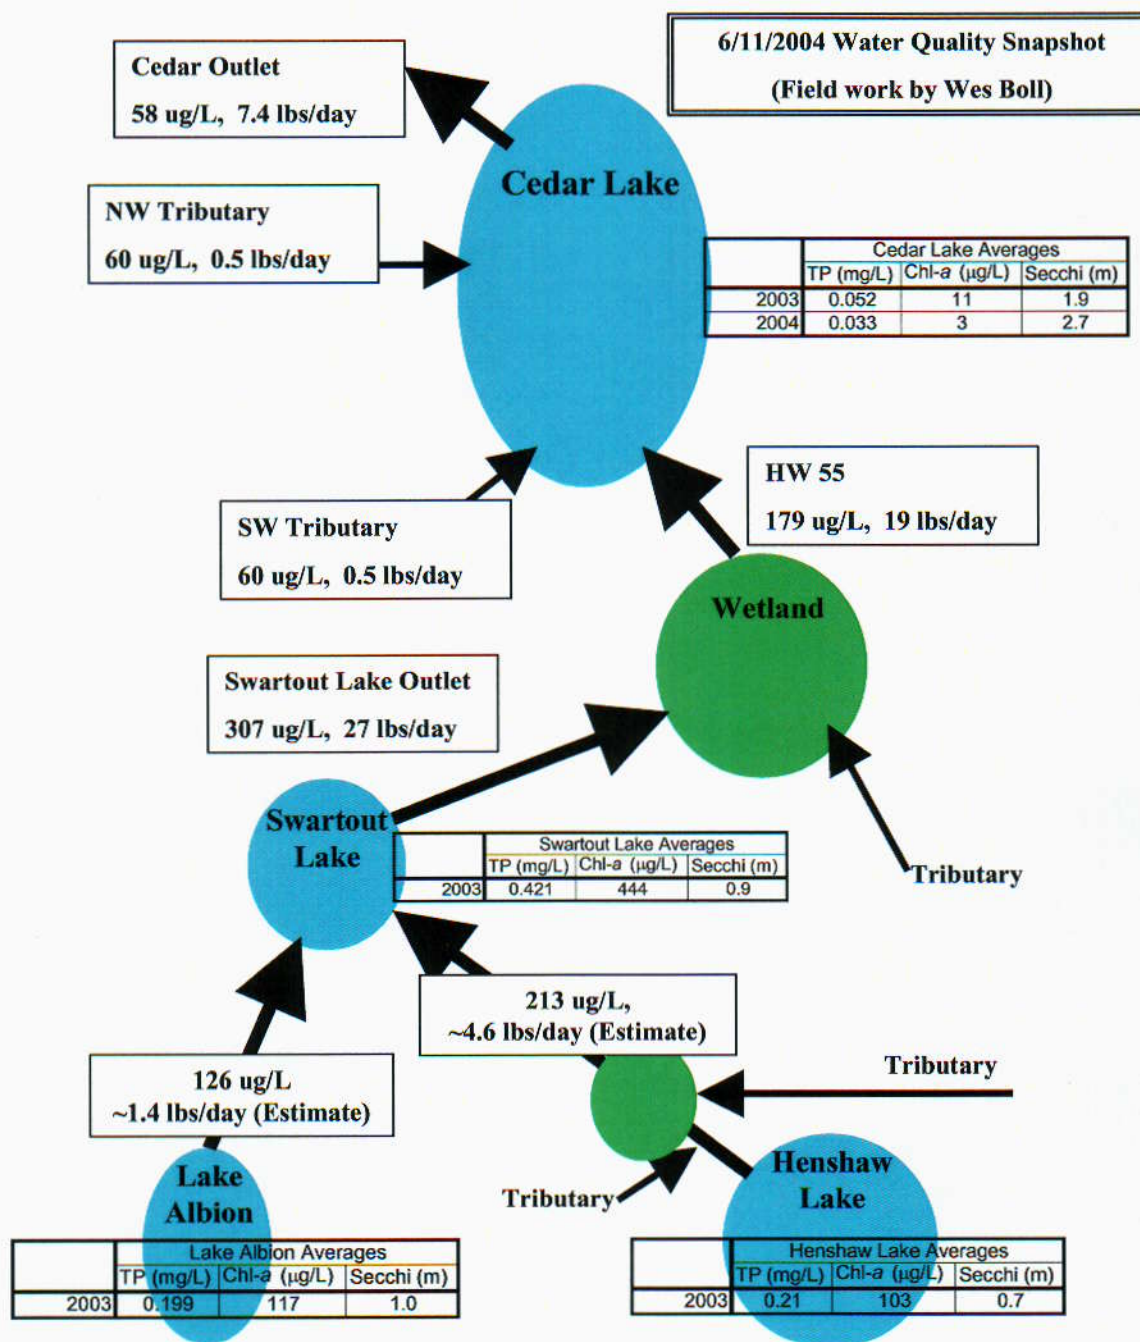 6/11/2004 Water Quality Snapshot
(Field work by Wes Boll)
Cedar Outlet
58 ug/L, 7.4 lbs/day
Cedar Lake
NW Tributary
60 ug/L, 0.5 lbs/day
Cedar Lake Averages
TP (mg/L) Chl-a (µg/L) Secchi (m)
2003 0.052 11 1.9
2004 0.033 3 2.7
HW 55
179 ug/L, 19 lbs/day
SW Tributary
60 ug/L, 0.5 lbs/day
Wetland
Swartout Lake Outlet
307 ug/L, 27 lbs/day
Swartout
Lake
Swartout Lake Averages
TP (mg/L) Chl-a (µg/L) Secchi (m)
2003 0.421 444 0.9
Tributary
213 ug/L,
~4.6 lbs/day (Estimate)
126 ug/L
~1.4 lbs/day (Estimate)
Tributary
Tributary
Lake
Albion
Lake Albion Averages
TP (mg/L) Chl-a (µg/L) Secchi (m)
2003 0.199 117 1.0
Henshaw
Lake
Henshaw Lake Averages
TP (mg/L) Chl-a (µg/L) Secchi (m)
2003 0.21 103 0.7